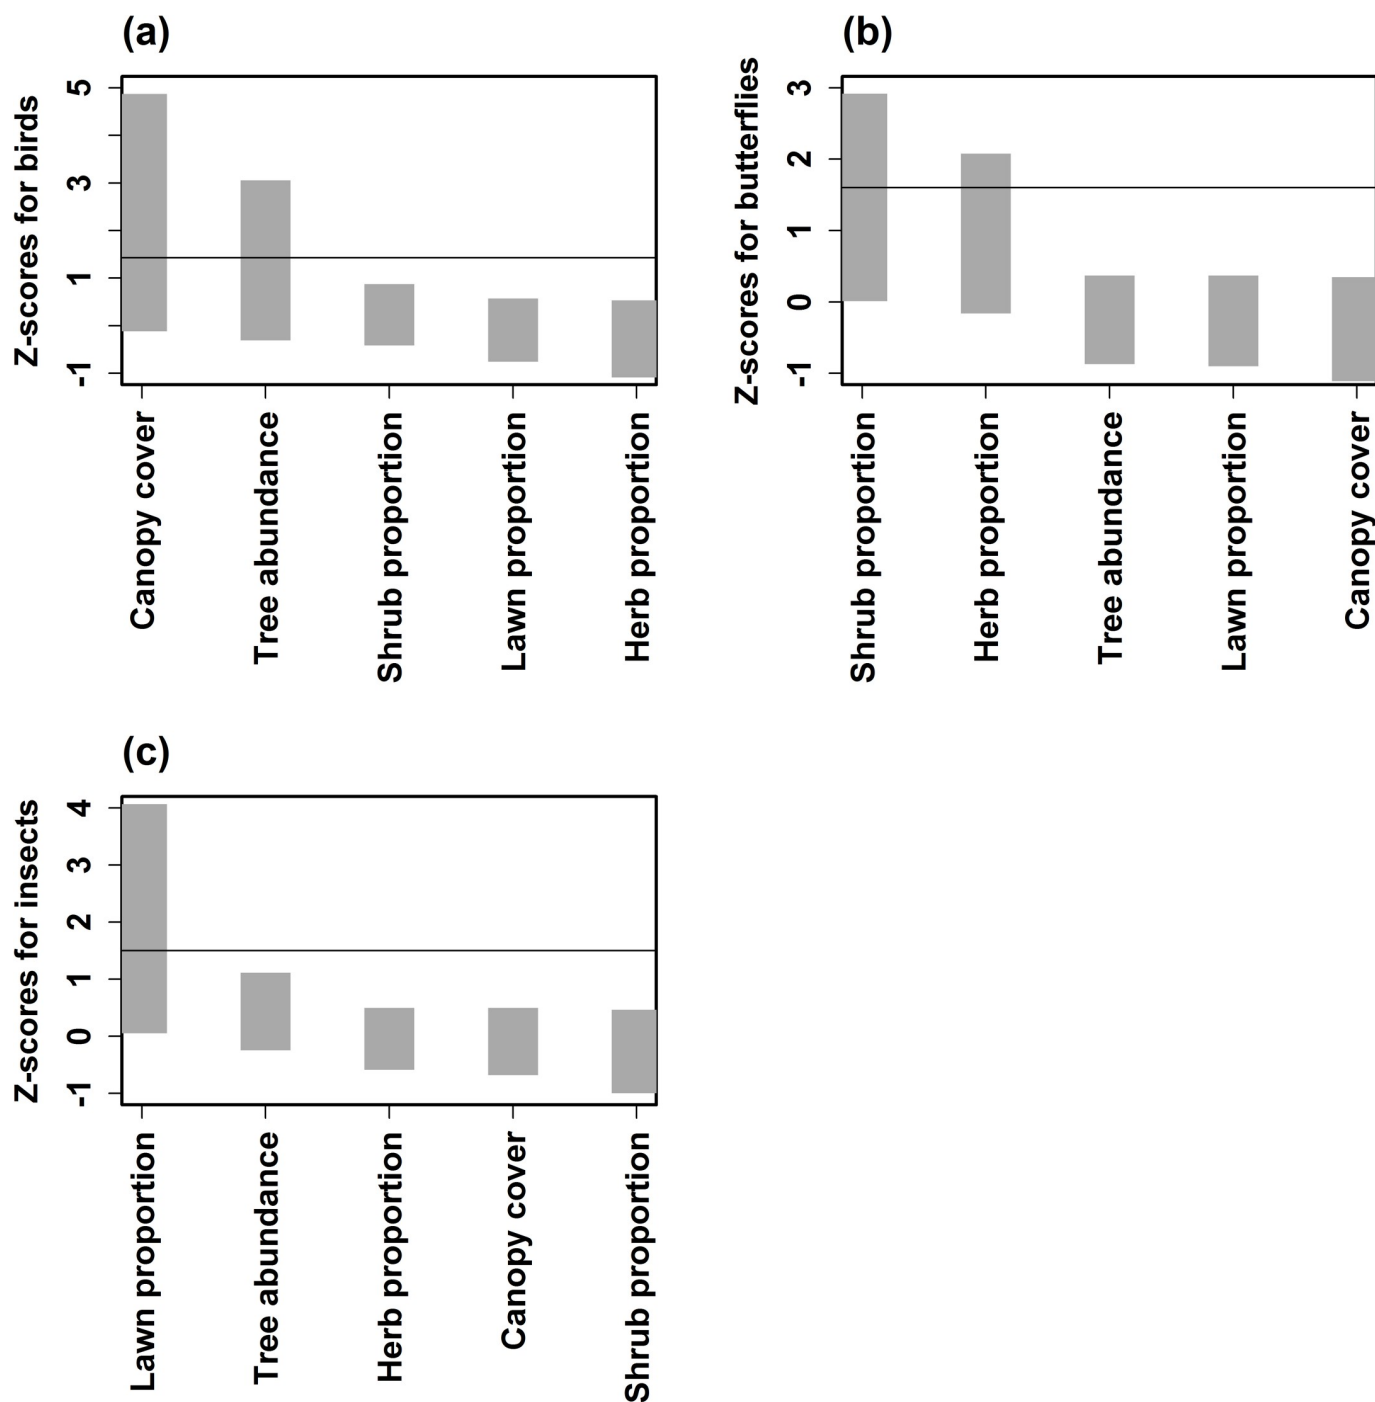 (a)
Z-scores for birds
5
3
1
-1
Canopy cover
Tree abundance
Shrub proportion
Lawn proportion
Herb proportion
(b)
Z-scores for butterflies
3
2
1
0
-1
Shrub proportion
Herb proportion
Tree abundance
Lawn proportion
Canopy cover
(c)
Z-scores for insects
4
3
2
1
0
-1
Lawn proportion
Tree abundance
Herb proportion
Canopy cover
Shrub proportion